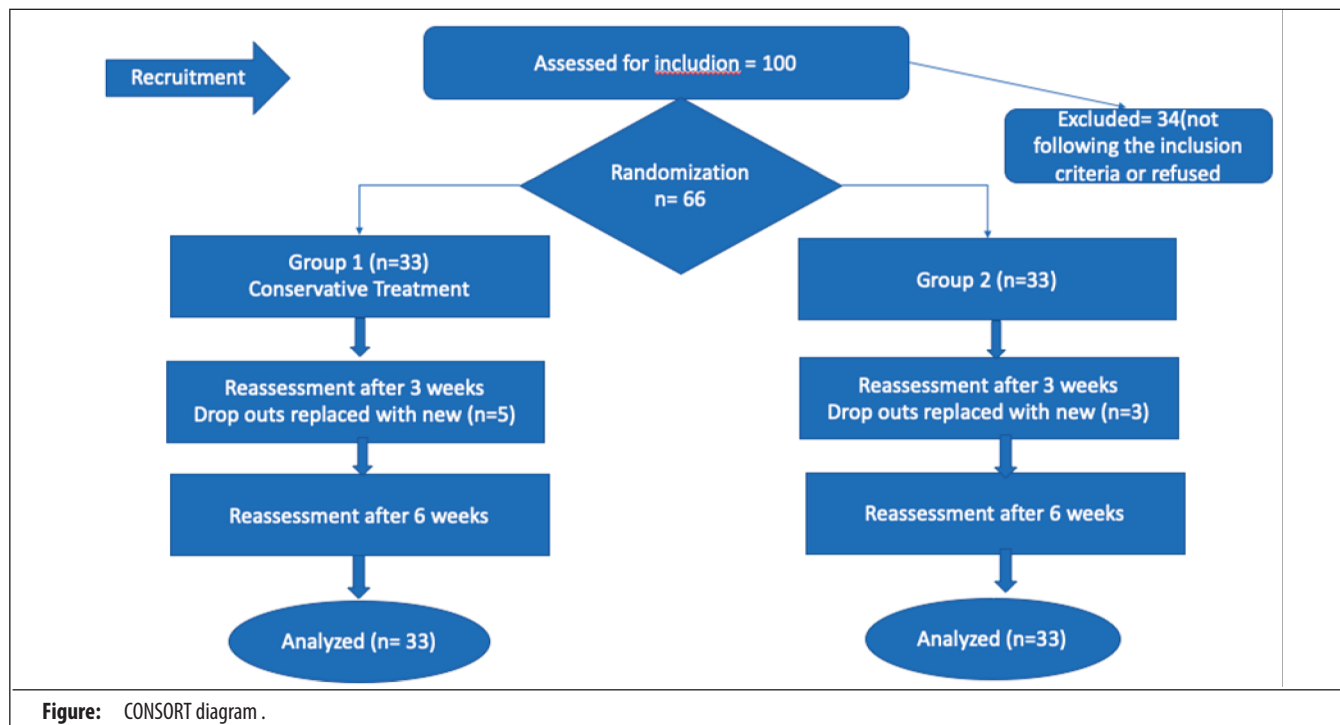 Recruitment
Assessed for includion = 100
Excluded= 34(not
following the inclusion
criteria or refused
Randomization
n= 66
Group 1 (n=33)
Conservative Treatment
Group 2 (n=33)
Reassessment after 3 weeks
Drop outs replaced with new (n=5)
Reassessment after 3 weeks
Drop outs replaced with new (n=3)
Reassessment after 6 weeks
Reassessment after 6 weeks
Analyzed (n= 33)
Analyzed (n=33)
Figure: CONSORT diagram .